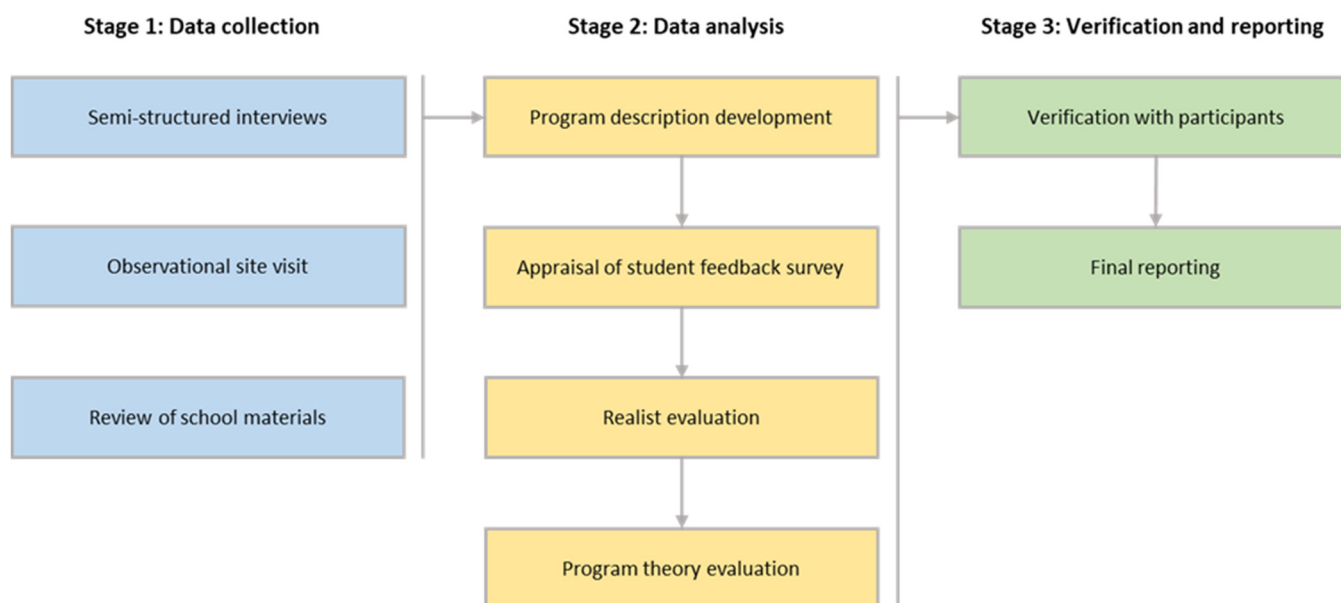 Stage 1: Data collection
Semi-structured interviews
Observational site visit
Review of school materials
Stage 2: Data analysis
Program description development
Appraisal of student feedback survey
Realist evaluation
Program theory evaluation
Stage 3: Verification and reporting
Verification with participants
Final reporting